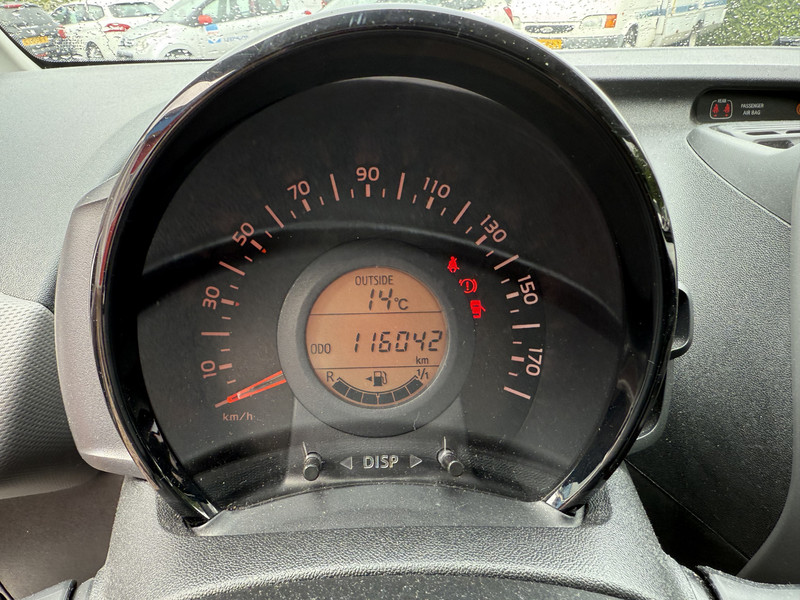 REAR
PASSENGER
AIR BAG
10
30
50
70
90
110
130
150
170
km/h
OUTSIDE
14°C
ODO 116042
km
R 1/1
DISP